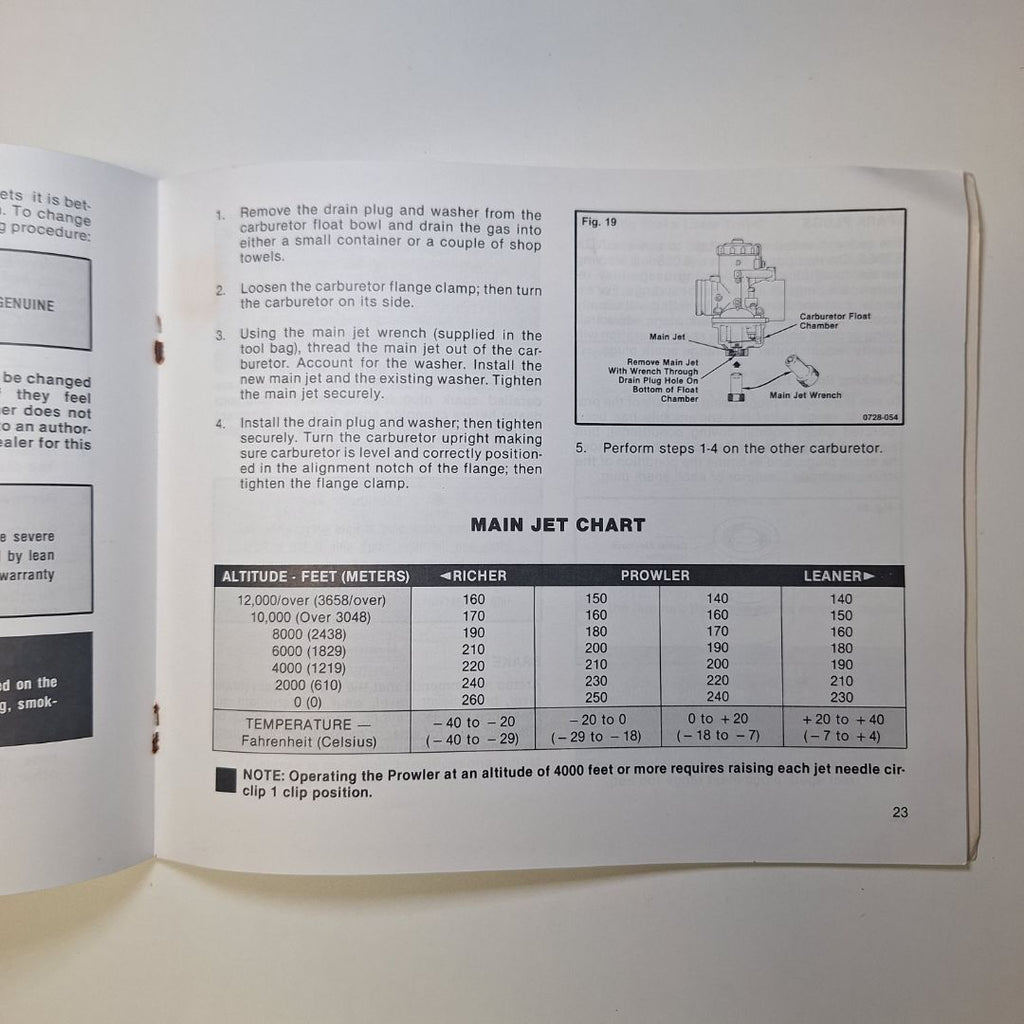 ets it is bet-
. To change
g procedure:
GENUINE
be changed
they feel
er does not
o an author-
ealer for this
e severe
by lean
warranty
ed on the
g, smok-
1. Remove the drain plug and washer from the
carburetor float bowl and drain the gas into
either a small container or a couple of shop
towels.
2. Loosen the carburetor flange clamp; then turn
the carburetor on its side.
3. Using the main jet wrench (supplied in the
tool bag), thread the main jet out of the car-
buretor. Account for the washer. Install the
new main jet and the existing washer. Tighten
the main jet securely.
4. Install the drain plug and washer; then tighten
securely. Turn the carburetor upright making
sure carburetor is level and correctly position-
ed in the alignment notch of the flange; then
tighten the flange clamp.
Fig. 19
Carburetor Float
Chamber
Main Jet
Remove Main Jet
With Wrench Through
Drain Plug Hole On
Bottom of Float
Chamber
Main Jet Wrench
0728-054
5. Perform steps 1-4 on the other carburetor.
MAIN JET CHART
ALTITUDE - FEET (METERS) ◄RICHER PROWLER LEANER►
12,000/over (3658/over) 160 150 140 140
10,000 (Over 3048) 170 160 160 150
8000 (2438) 190 180 170 160
6000 (1829) 210 200 190 180
4000 (1219) 220 210 200 190
2000 (610) 240 230 220 210
0 (0) 260 250 240 230
TEMPERATURE — – 40 to – 20 – 20 to 0 0 to + 20 + 20 to + 40
Fahrenheit (Celsius) (– 40 to – 29) (– 29 to – 18) (– 18 to – 7) (– 7 to + 4)
NOTE: Operating the Prowler at an altitude of 4000 feet or more requires raising each jet needle cir-
clip 1 clip position.
23